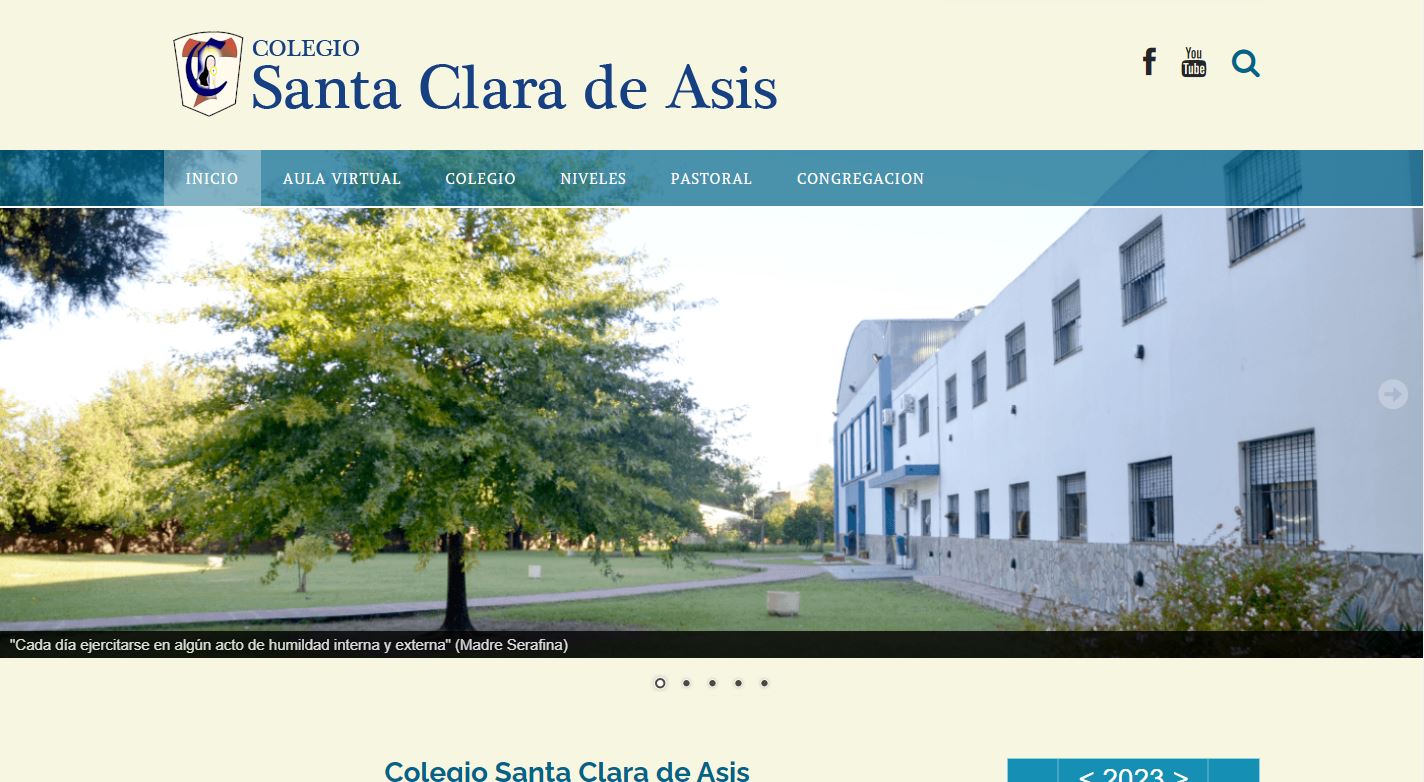 COLEGIO
Santa Clara de Asis
You
Tube
INICIO AULA VIRTUAL COLEGIO NIVELES PASTORAL CONGREGACION
"Cada día ejercitarse en algún acto de humildad interna y externa" (Madre Serafina)
Colegio Santa Clara de Asis
< 2023 >